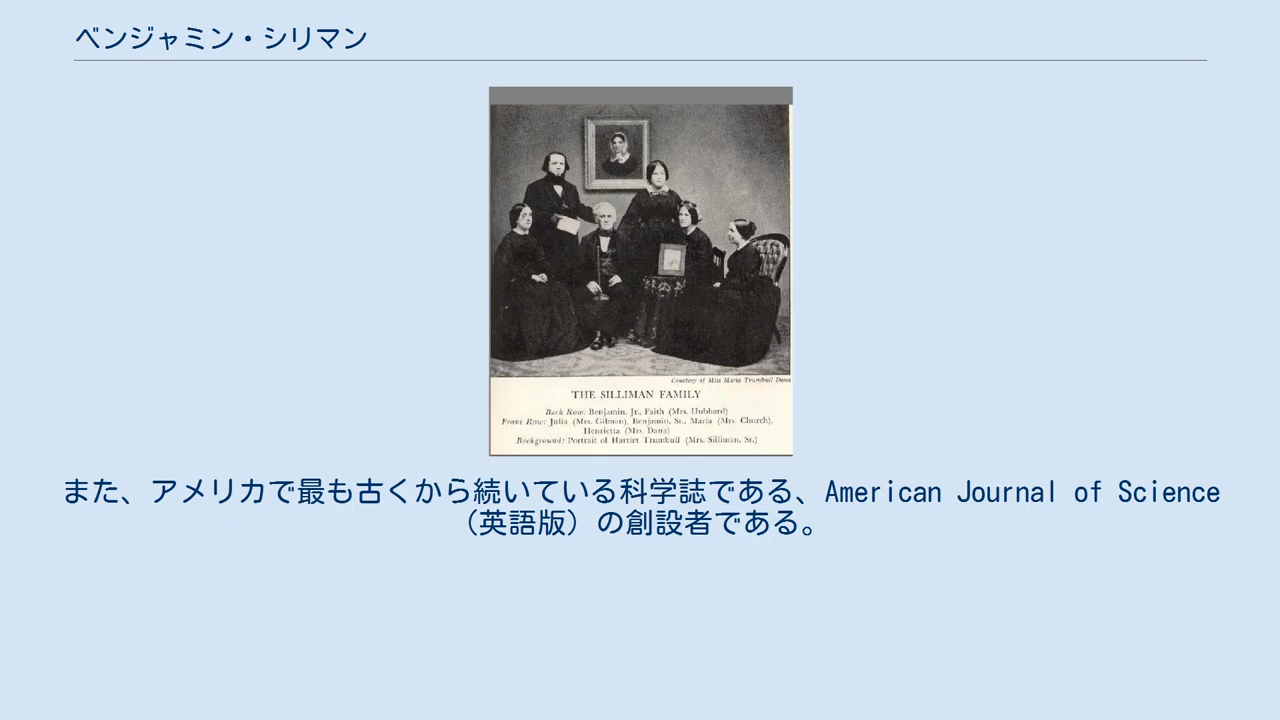 ベンジャミン・シリマン
Courtesy of Miss Maria Trumbull Dana
THE SILLIMAN FAMILY
Back Row: Benjamin, Jr., Faith (Mrs. Hubbard)
Front Row: Julia (Mrs. Gilman), Benjamin, Sr., Maria (Mrs. Church),
Henrietta (Mrs. Dana)
Background: Portrait of Harriet Trumbull (Mrs. Silliman, Sr.)
また、アメリカで最も古くから続いている科学誌である、American Journal of Science
（英語版）の創設者である。